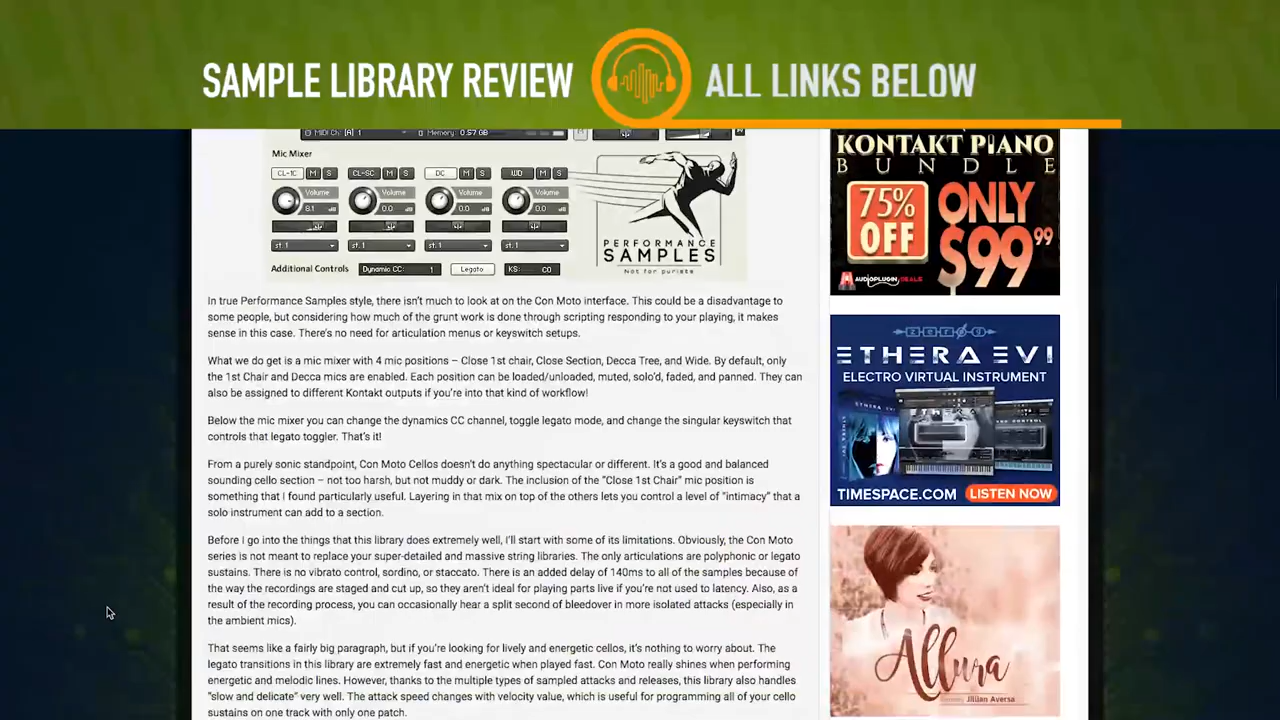 SAMPLE LIBRARY REVIEW
ALL LINKS BELOW
MIDI Ch: [A] 1
Memory: 0.57 GB
Mic Mixer
CL-1C M S
CL-SC M S
DC M S
WD M S
Volume Volume Volume Volume
8.1 dB 0.0 dB 0.0 dB 0.0 dB
st. 1 st. 1 st. 1 st. 1
PERFORMANCE
SAMPLES
Not for purists
Additional Controls Dynamic CC: 1 Legato KS: C0
In true Performance Samples style, there isn't much to look at on the Con Moto interface. This could be a disadvantage to
some people, but considering how much of the grunt work is done through scripting responding to your playing, it makes
sense in this case. There's no need for articulation menus or keyswitch setups.
What we do get is a mic mixer with 4 mic positions – Close 1st chair, Close Section, Decca Tree, and Wide. By default, only
the 1st Chair and Decca mics are enabled. Each position can be loaded/unloaded, muted, solo'd, faded, and panned. They can
also be assigned to different Kontakt outputs if you're into that kind of workflow!
Below the mic mixer you can change the dynamics CC channel, toggle legato mode, and change the singular keyswitch that
controls that legato toggler. That's it!
From a purely sonic standpoint, Con Moto Cellos doesn't do anything spectacular or different. It's a good and balanced
sounding cello section – not too harsh, but not muddy or dark. The inclusion of the "Close 1st Chair" mic position is
something that I found particularly useful. Layering in that mix on top of the others lets you control a level of "intimacy" that a
solo instrument can add to a section.
Before I go into the things that this library does extremely well, I'll start with some of its limitations. Obviously, the Con Moto
series is not meant to replace your super-detailed and massive string libraries. The only articulations are polyphonic or legato
sustains. There is no vibrato control, sordino, or staccato. There is an added delay of 140ms to all of the samples because of
the way the recordings are staged and cut up, so they aren't ideal for playing parts live if you're not used to latency. Also, as a
result of the recording process, you can occasionally hear a split second of bleedover in more isolated attacks (especially in
the ambient mics).
That seems like a fairly big paragraph, but if you're looking for lively and energetic cellos, it's nothing to worry about. The
legato transitions in this library are extremely fast and energetic when played fast. Con Moto really shines when performing
energetic and melodic lines. However, thanks to the multiple types of sampled attacks and releases, this library also handles
"slow and delicate" very well. The attack speed changes with velocity value, which is useful for programming all of your cello
sustains on one track with only one patch.
KONTAKT PIANO
BUNDLE
75%
OFF
ONLY
$99 99
AUDIOPLUGIN.DEALS
ZERO-G
ETHERA EVI
ELECTRO VIRTUAL INSTRUMENT
ETHERA EVI
TIMESPACE.COM LISTEN NOW
Allura
Jillian Aversa